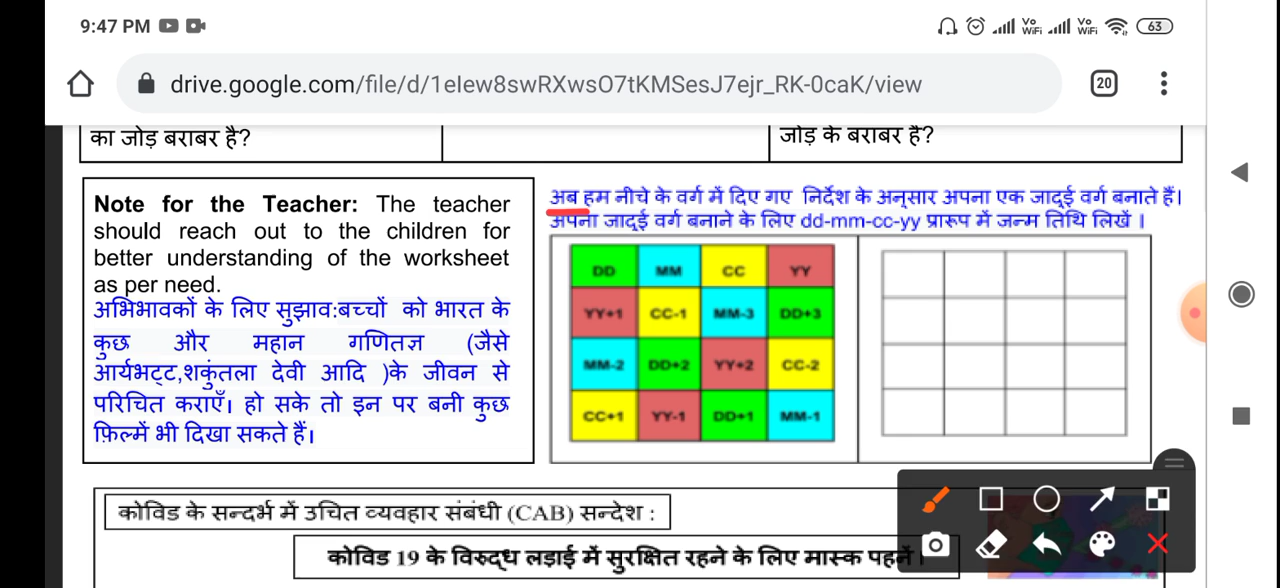 9:47 PM
Vo WiFi Vo WiFi 63
drive.google.com/file/d/1eIew8swRXwsO7tKMSesJ7ejr_RK-0caK/view
20
का जोड़ बराबर है?
जोड़ के बराबर है?
Note for the Teacher: The teacher
should reach out to the children for
better understanding of the worksheet
as per need.
अभिभावकों के लिए सुझाव:बच्चों को भारत के
कुछ और महान गणितज्ञ (जैसे
आर्यभट्ट,शकुंतला देवी आदि )के जीवन से
परिचित कराएँ। हो सके तो इन पर बनी कुछ
फ़िल्में भी दिखा सकते हैं।
अब हम नीचे के वर्ग में दिए गए निर्देश के अनुसार अपना एक जादूई वर्ग बनाते हैं।
अपना जादूई वर्ग बनाने के लिए dd-mm-cc-yy प्रारूप में जन्म तिथि लिखें ।
DD MM CC YY
YY+1 CC-1 MM-3 DD+3
MM-2 DD+2 YY+2 CC-2
CC+1 YY-1 DD+1 MM-1
कोविड के सन्दर्भ में उचित व्यवहार संबंधी (CAB) सन्देश :
कोविड 19 के विरुद्ध लड़ाई में सुरक्षित रहने के लिए मास्क पहनें।